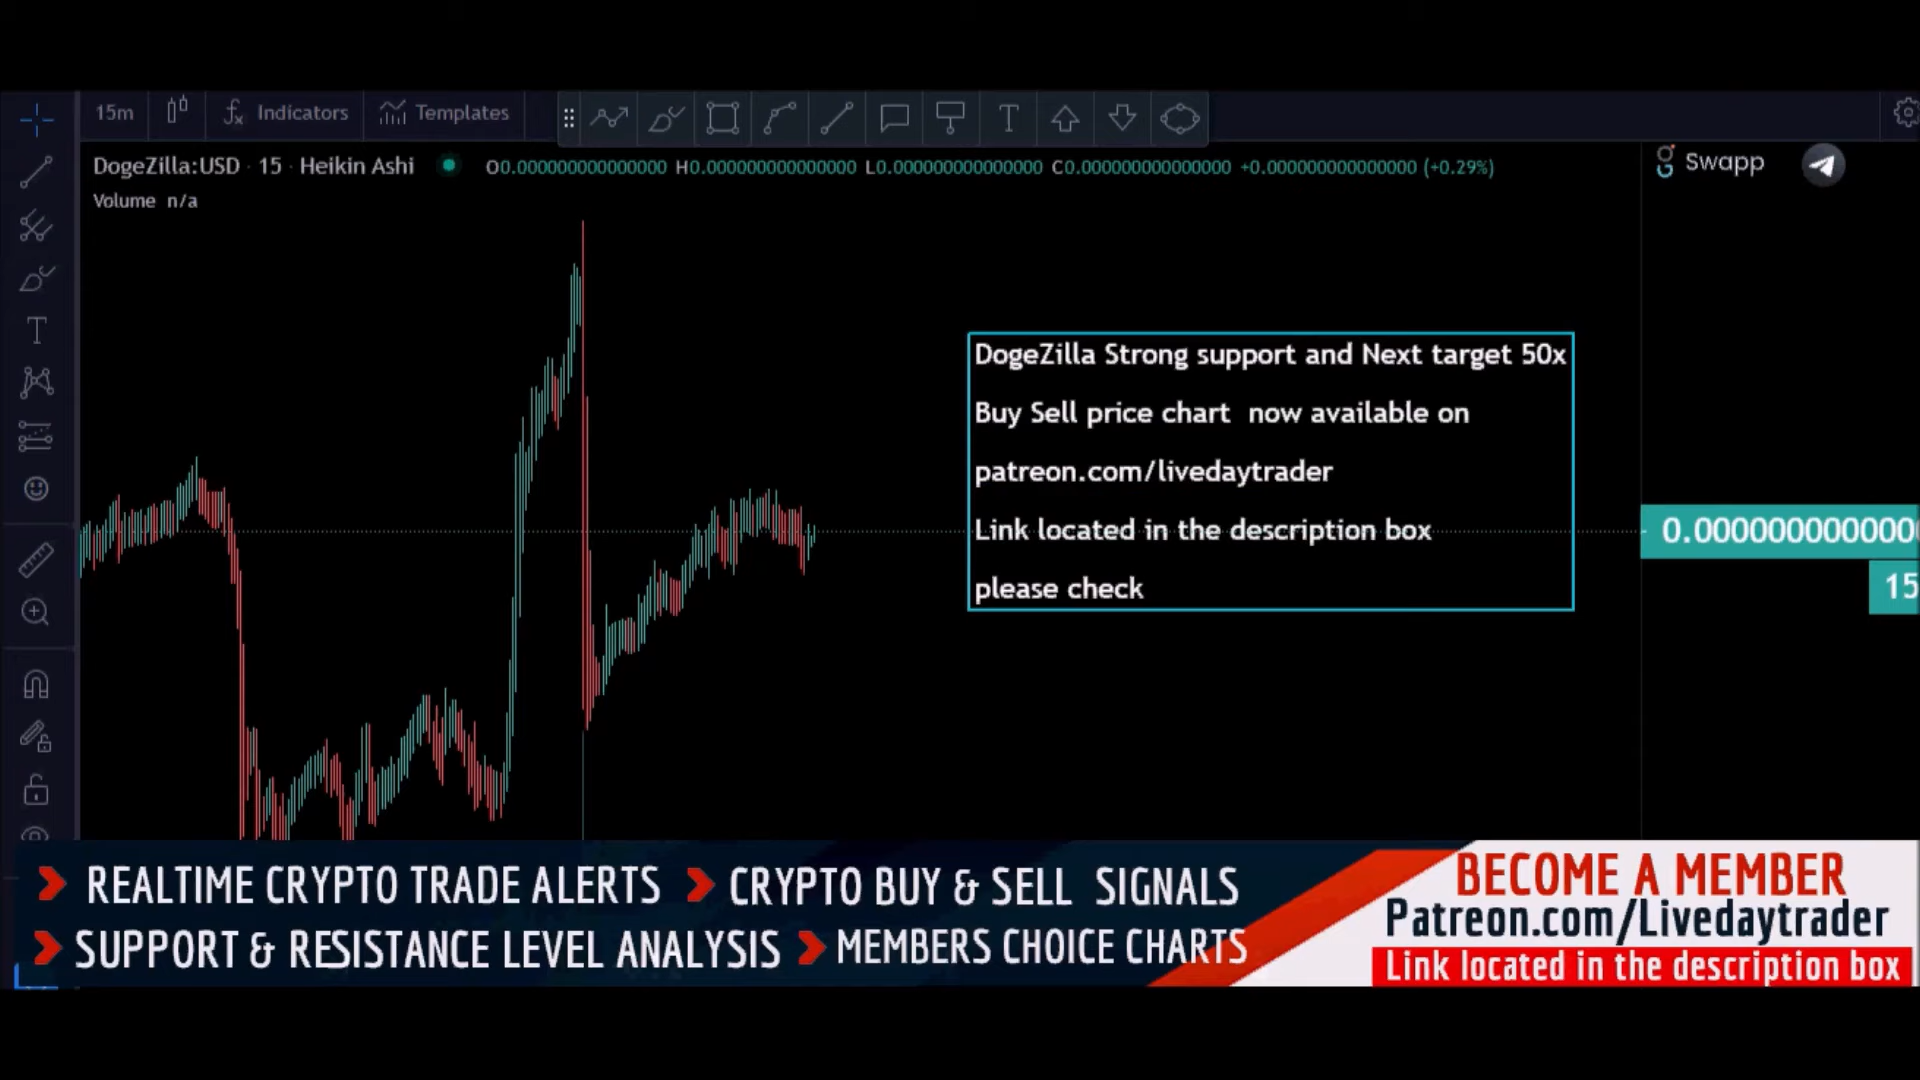 15m
Indicators
Templates
DogeZilla:USD · 15 · Heikin Ashi
O0.000000000000000 H0.000000000000000 L0.000000000000000 C0.000000000000000 +0.000000000000000 (+0.29%)
Swapp
Volume n/a
DogeZilla Strong support and Next target 50x
Buy Sell price chart now available on
patreon.com/livedaytrader
Link located in the description box
please check
0.000000000000
15
REALTIME CRYPTO TRADE ALERTS
CRYPTO BUY & SELL SIGNALS
SUPPORT & RESISTANCE LEVEL ANALYSIS
MEMBERS CHOICE CHARTS
BECOME A MEMBER
Patreon.com/Livedaytrader
Link located in the description box